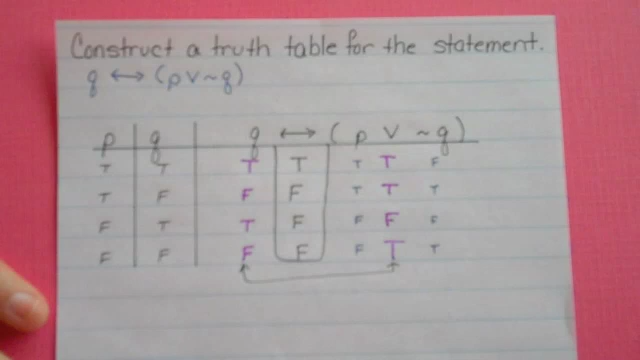 Construct a truth table for the statement.
q ↔ (p ∨ ~q)
p q q ↔ (p ∨ ~q)
T T T T T T F
T F F F T T T
F T T F F F F
F F F F F T T